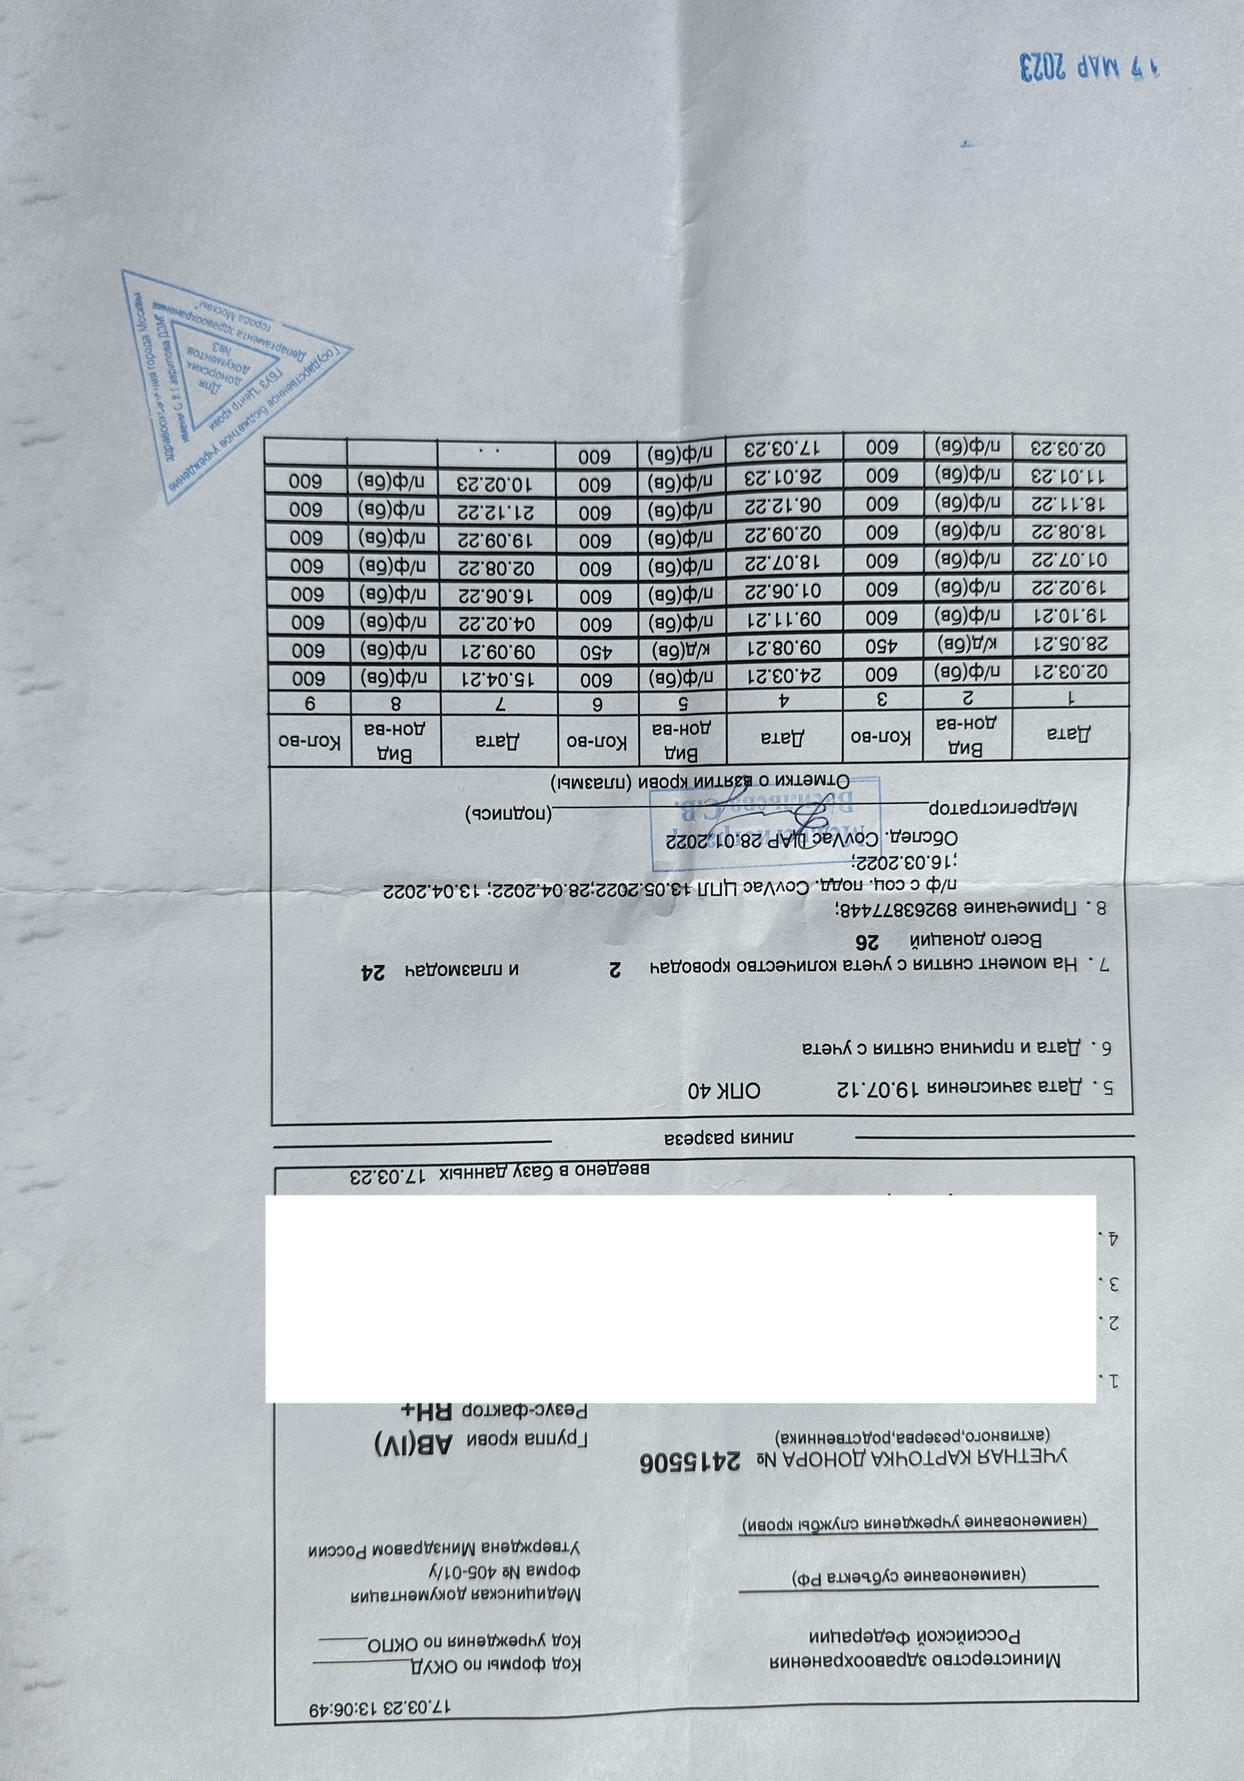 17.03.23 13:06:49
Министерство здравоохранения
Российской Федерации
Код формы по ОКУД
Код учреждения по ОКПО
(наименование субъекта РФ)
Медицинская документация
Форма № 405-01/у
Утверждена Минздравом России
(наименование учреждения службы крови)
УЧЕТНАЯ КАРТОЧКА ДОНОРА № 2415506
(активного,резерва,родственника)
Группа крови AB(IV)
Резус-фактор RH+
1 .
2 .
3 .
4 .
введено в базу данных 17.03.23
линия разреза
5 . Дата зачисления 19.07.12 ОПК 40
6 . Дата и причина снятия с учета
7 . На момент снятия с учета количество кроводач 2 и плазмодач 24
Всего донаций 26
8 . Примечание 89263877448;
п/ф с соц. подд. CovVac ЦПП 13.05.2022;28.04.2022; 13.04.2022
;16.03.2022;
Обслед. CovVac ЦАР 28.01.2022
Медрегистратор (подпись)
Медрегистратор
Васильева С.В.
Отметки о взятии крови (плазмы)
Дата Вид дон-ва Кол-во Дата Вид дон-ва Кол-во Дата Вид дон-ва Кол-во
1 2 3 4 5 6 7 8 9
02.03.21 п/ф(бв) 600 24.03.21 п/ф(бв) 600 15.04.21 п/ф(бв) 600
28.05.21 к/д(бв) 450 09.08.21 к/д(бв) 450 09.09.21 п/ф(бв) 600
19.10.21 п/ф(бв) 600 09.11.21 п/ф(бв) 600 04.02.22 п/ф(бв) 600
19.02.22 п/ф(бв) 600 01.06.22 п/ф(бв) 600 16.06.22 п/ф(бв) 600
01.07.22 п/ф(бв) 600 18.07.22 п/ф(бв) 600 02.08.22 п/ф(бв) 600
18.08.22 п/ф(бв) 600 02.09.22 п/ф(бв) 600 19.09.22 п/ф(бв) 600
18.11.22 п/ф(бв) 600 06.12.22 п/ф(бв) 600 21.12.22 п/ф(бв) 600
11.01.23 п/ф(бв) 600 26.01.23 п/ф(бв) 600 10.02.23 п/ф(бв) 600
02.03.23 п/ф(бв) 600 17.03.23 п/ф(бв) 600 . .
Государственное бюджетное учреждение
здравоохранения города Москвы
Департамента здравоохранения
города Москвы"
ГБУЗ "Центр крови
имени О.К. Гаврилова ДЗМ"
Для
донорских
документов
№3
17 МАР 2023